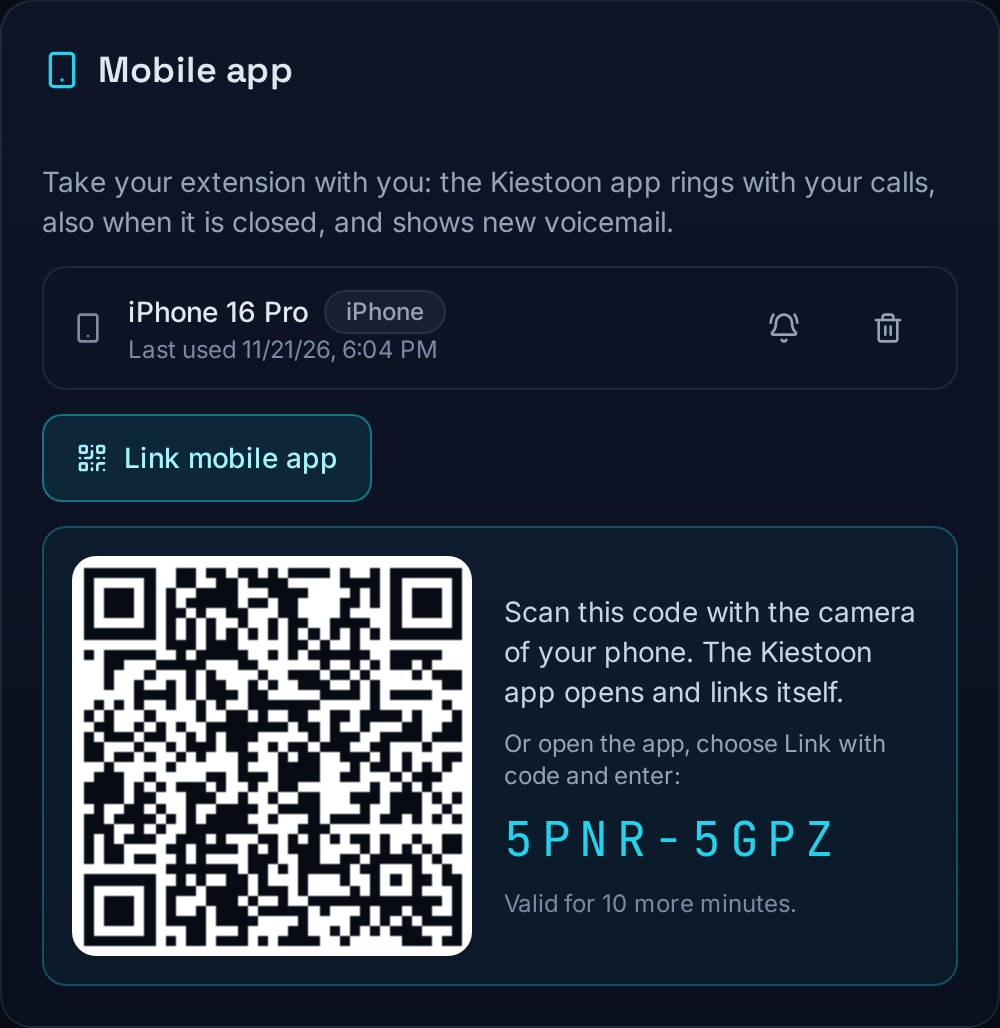 Mobile app
Take your extension with you: the Kiestoon app rings with your calls,
also when it is closed, and shows new voicemail.
iPhone 16 Pro iPhone
Last used 11/21/26, 6:04 PM
Link mobile app
Scan this code with the camera
of your phone. The Kiestoon
app opens and links itself.
Or open the app, choose Link with
code and enter:
5PNR-5GPZ
Valid for 10 more minutes.